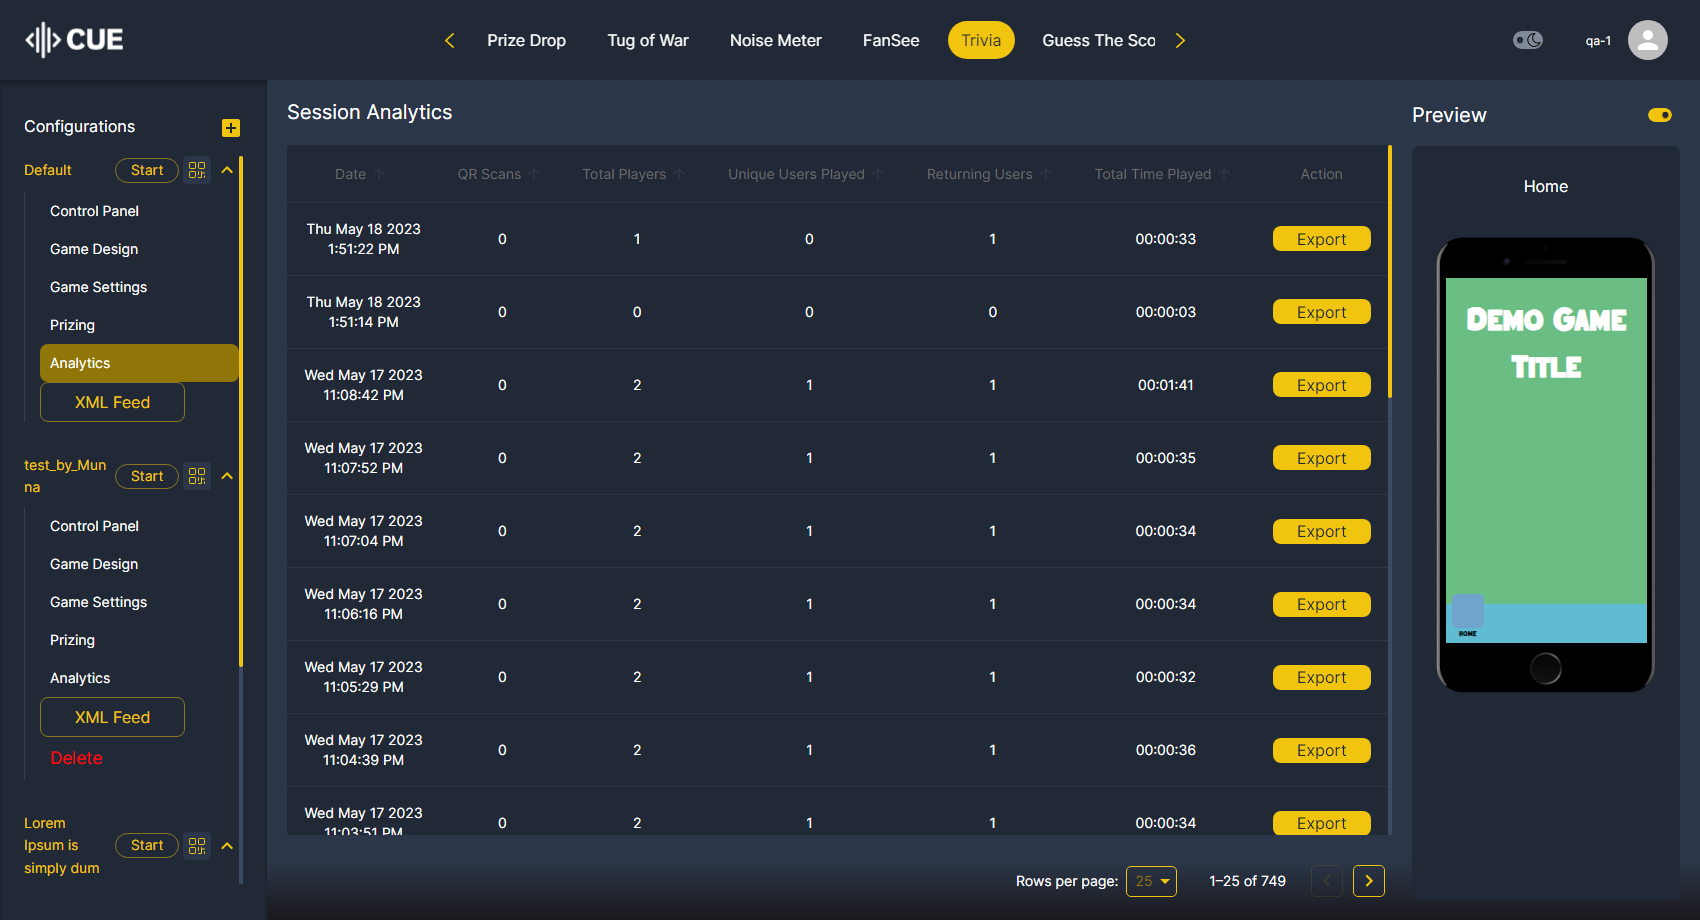 CUE
Prize Drop
Tug of War
Noise Meter
FanSee
Trivia
Guess The Sco
qa-1
Configurations
Default
Start
Control Panel
Game Design
Game Settings
Prizing
Analytics
XML Feed
test_by_Mun
na
Start
Control Panel
Game Design
Game Settings
Prizing
Analytics
XML Feed
Delete
Lorem
Ipsum is
simply dum
Start
Session Analytics
Date QR Scans Total Players Unique Users Played Returning Users Total Time Played Action
Thu May 18 2023
1:51:22 PM
0 1 0 1 00:00:33 Export
Thu May 18 2023
1:51:14 PM
0 0 0 0 00:00:03 Export
Wed May 17 2023
11:08:42 PM
0 2 1 1 00:01:41 Export
Wed May 17 2023
11:07:52 PM
0 2 1 1 00:00:35 Export
Wed May 17 2023
11:07:04 PM
0 2 1 1 00:00:34 Export
Wed May 17 2023
11:06:16 PM
0 2 1 1 00:00:34 Export
Wed May 17 2023
11:05:29 PM
0 2 1 1 00:00:32 Export
Wed May 17 2023
11:04:39 PM
0 2 1 1 00:00:36 Export
Wed May 17 2023
11:03:51 PM
0 2 1 1 00:00:34 Export
Rows per page: 25 1–25 of 749
Preview
Home
Demo Game
Title
HOME